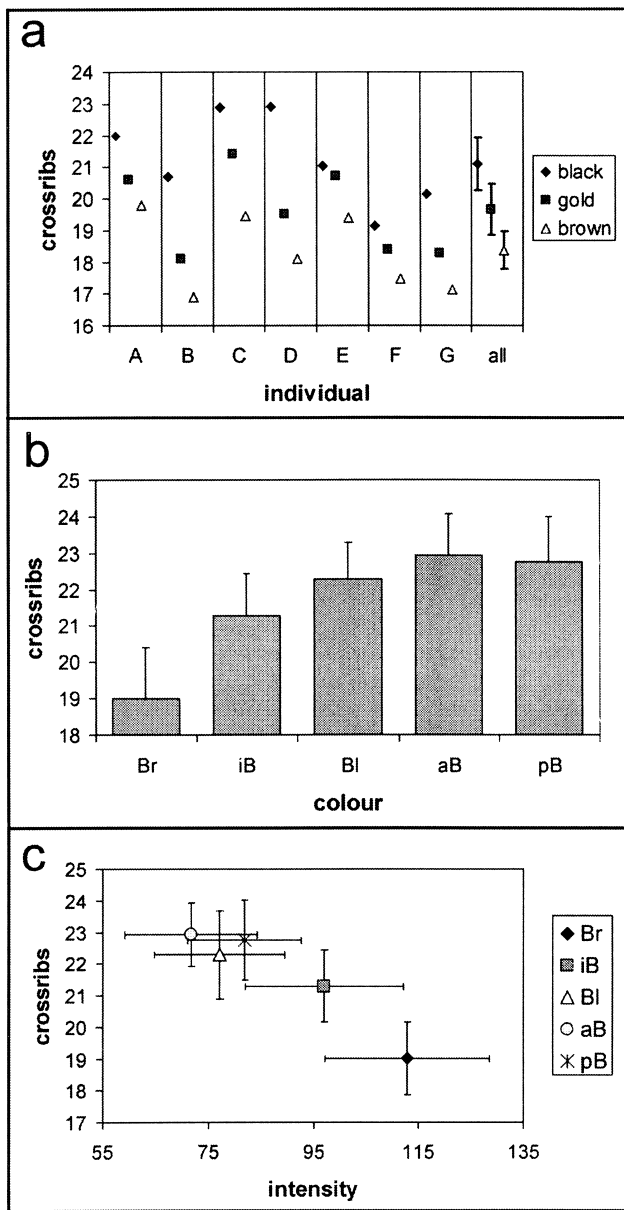 a
24
23
22
21
20
19
18
17
16
crossribs
A B C D E F G all
individual
black
gold
brown
b
25
24
23
22
21
20
19
18
crossribs
Br iB Bl aB pB
colour
c
25
24
23
22
21
20
19
18
17
crossribs
55 75 95 115 135
intensity
Br
iB
Bl
aB
pB